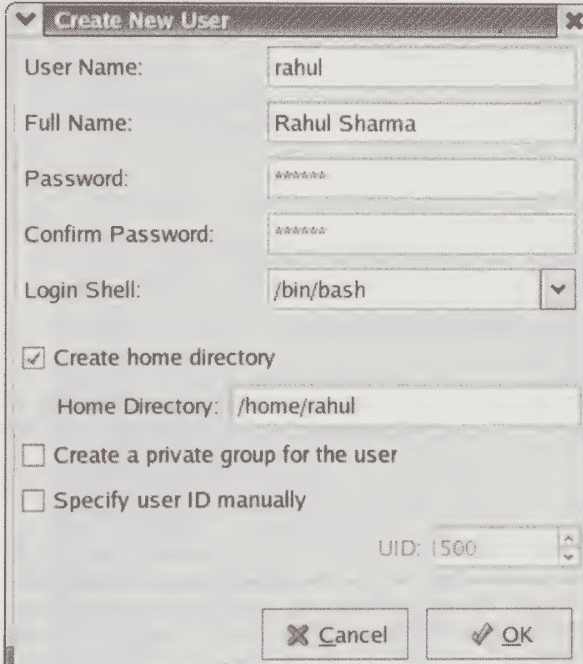 Create New User
User Name: rahul
Full Name: Rahul Sharma
Password: ******
Confirm Password: ******
Login Shell: /bin/bash
Create home directory
Home Directory: /home/rahul
Create a private group for the user
Specify user ID manually
UID: 1500
Cancel OK